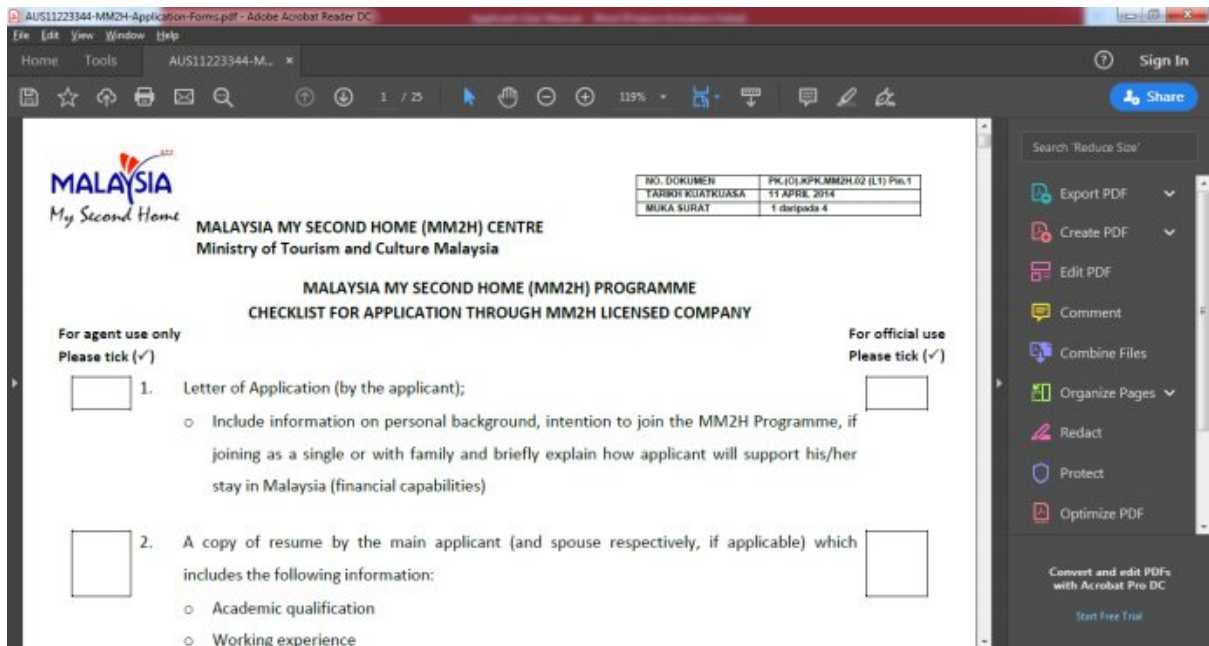 AUS11223344-MM2H-Application-Forms.pdf - Adobe Acrobat Reader DC
Applicant User Manual - Word (Product Activation Failed)
File Edit View Window Help
Home Tools AUS11223344-M... ×
Sign In
1 / 25
119%
Share
MALAYSIA
My Second Home
NO. DOKUMEN PK.(O).KPK.MM2H.02 (L1) Pin.1
TARIKH KUATKUASA 11 APRIL 2014
MUKA SURAT 1 daripada 4
MALAYSIA MY SECOND HOME (MM2H) CENTRE
Ministry of Tourism and Culture Malaysia
MALAYSIA MY SECOND HOME (MM2H) PROGRAMME
CHECKLIST FOR APPLICATION THROUGH MM2H LICENSED COMPANY
For agent use only
Please tick (✓)
For official use
Please tick (✓)
1. Letter of Application (by the applicant);
o Include information on personal background, intention to join the MM2H Programme, if
joining as a single or with family and briefly explain how applicant will support his/her
stay in Malaysia (financial capabilities)
2. A copy of resume by the main applicant (and spouse respectively, if applicable) which
includes the following information:
o Academic qualification
o Working experience
Search 'Reduce Size'
Export PDF
Create PDF
Edit PDF
Comment
Combine Files
Organize Pages
Redact
Protect
Optimize PDF
Convert and edit PDFs
with Acrobat Pro DC
Start Free Trial